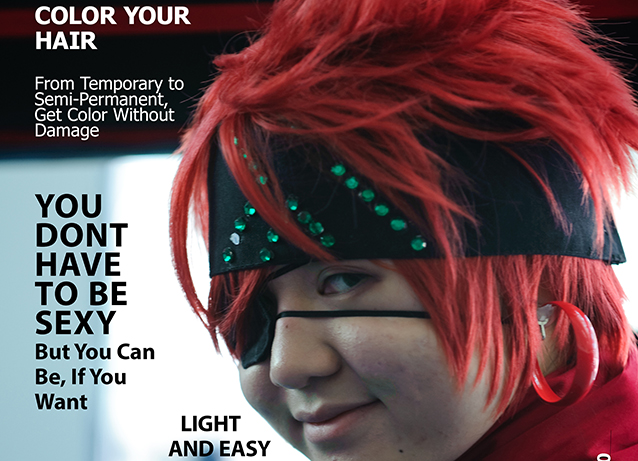 COLOR YOUR
HAIR
From Temporary to
Semi-Permanent,
Get Color Without
Damage
YOU
DONT
HAVE
TO BE
SEXY
But You Can
Be, If You
Want
LIGHT
AND EASY